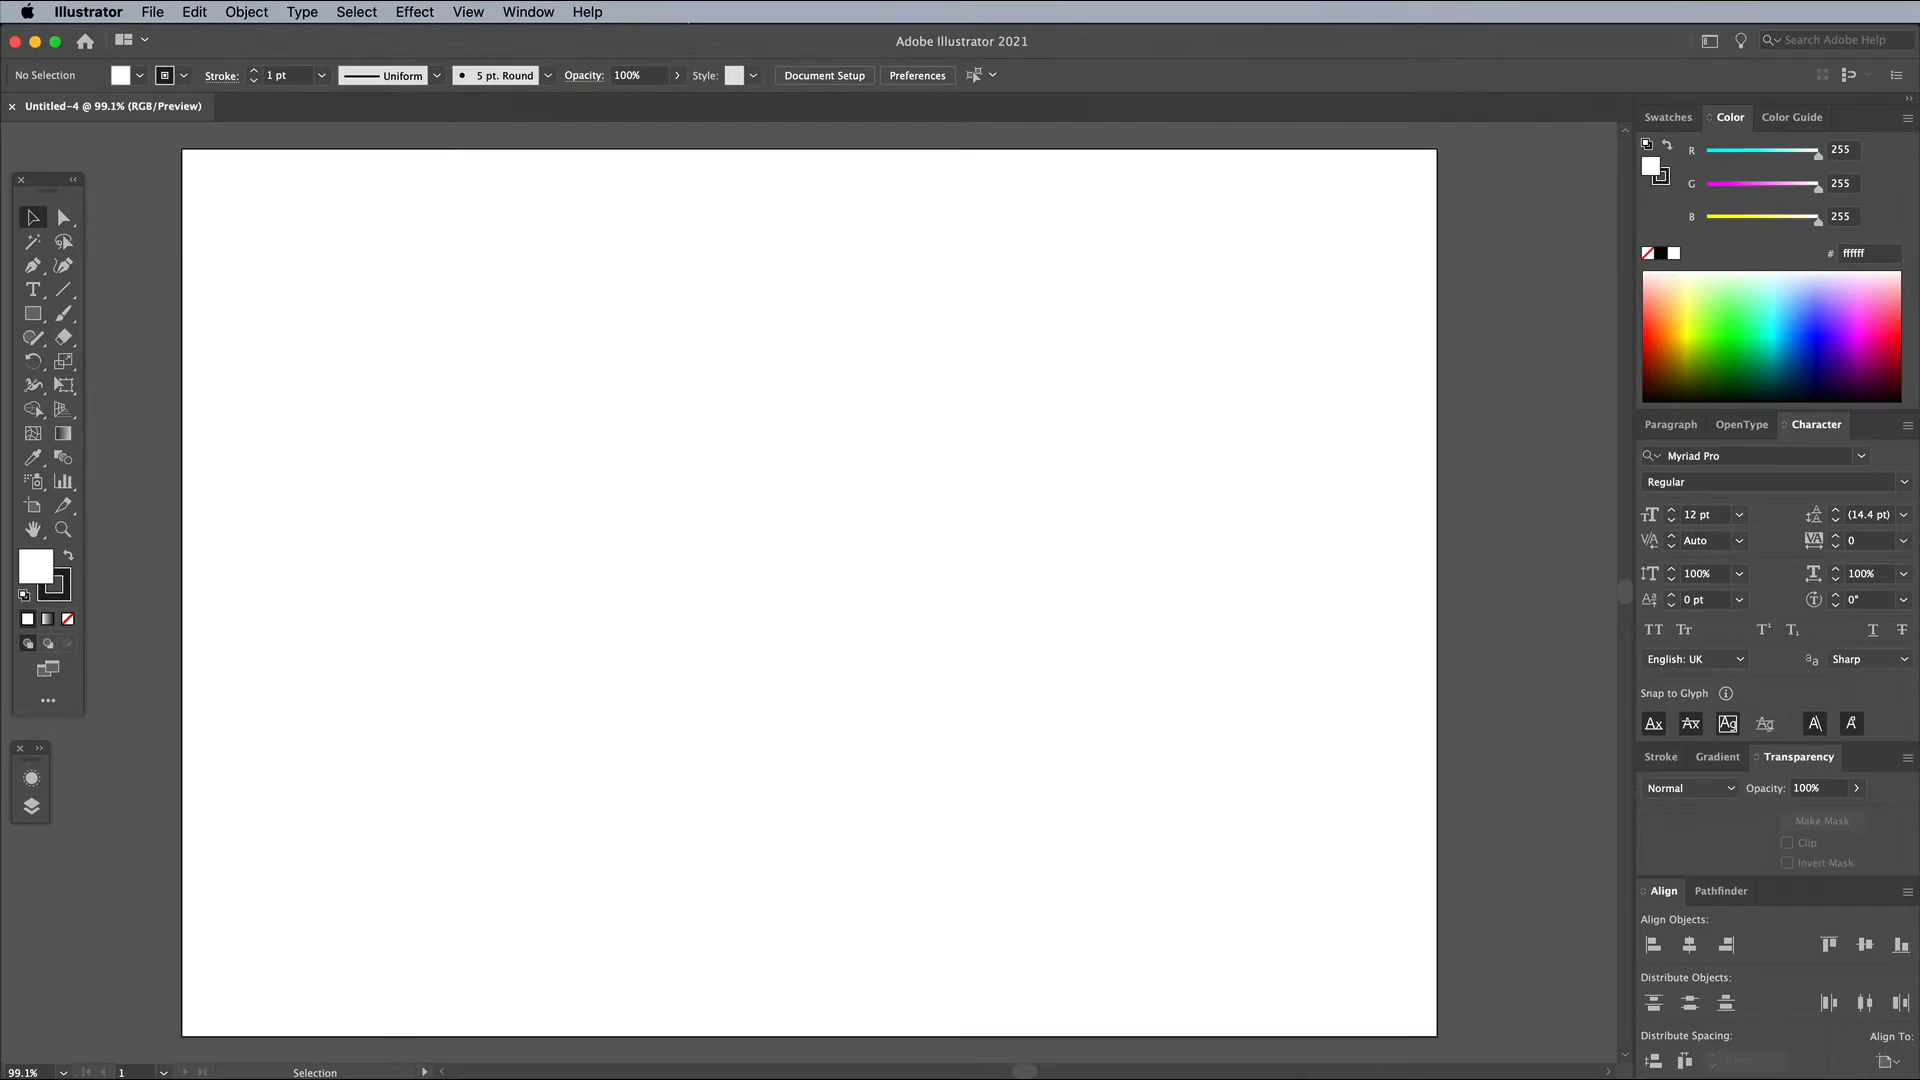 Illustrator File Edit Object Type Select Effect View Window Help
Adobe Illustrator 2021
Search Adobe Help
No Selection Stroke: 1 pt Uniform 5 pt. Round Opacity: 100% Style: Document Setup Preferences
Untitled-4 @ 99.1% (RGB/Preview)
Swatches Color Color Guide
R 255
G 255
B 255
# ffffff
Paragraph OpenType Character
Myriad Pro
Regular
12 pt (14.4 pt)
Auto 0
100% 100%
0 pt 0°
English: UK Sharp
Snap to Glyph
Stroke Gradient Transparency
Normal Opacity: 100%
Make Mask
Clip
Invert Mask
Align Pathfinder
Align Objects:
Distribute Objects:
Distribute Spacing: Align To:
99.1% 1 Selection